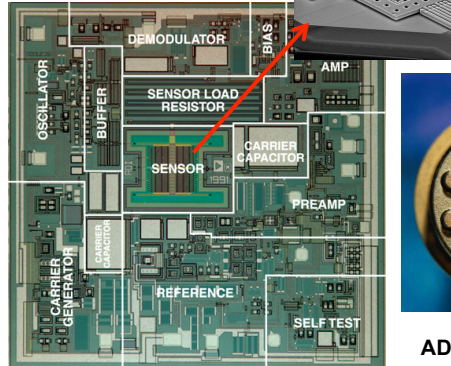 DEMODULATOR
BIAS
AMP
OSCILLATOR
BUFFER
SENSOR LOAD
RESISTOR
SENSOR
CARRIER
CAPACITOR
1991
PREAMP
CARRIER
CAPACITOR
CARRIER
GENERATOR
REFERENCE
SELF TEST
AD